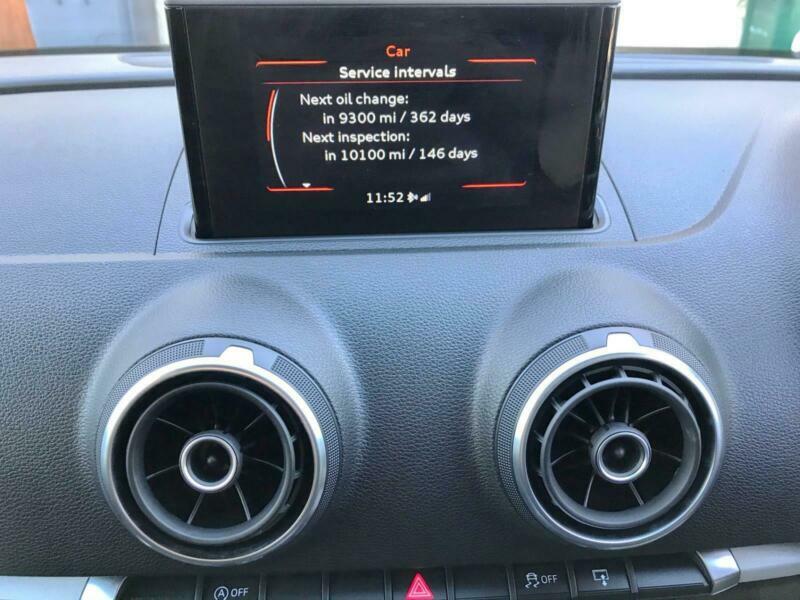 Car
Service intervals
Next oil change:
in 9300 mi / 362 days
Next inspection:
in 10100 mi / 146 days
11:52
OFF
OFF